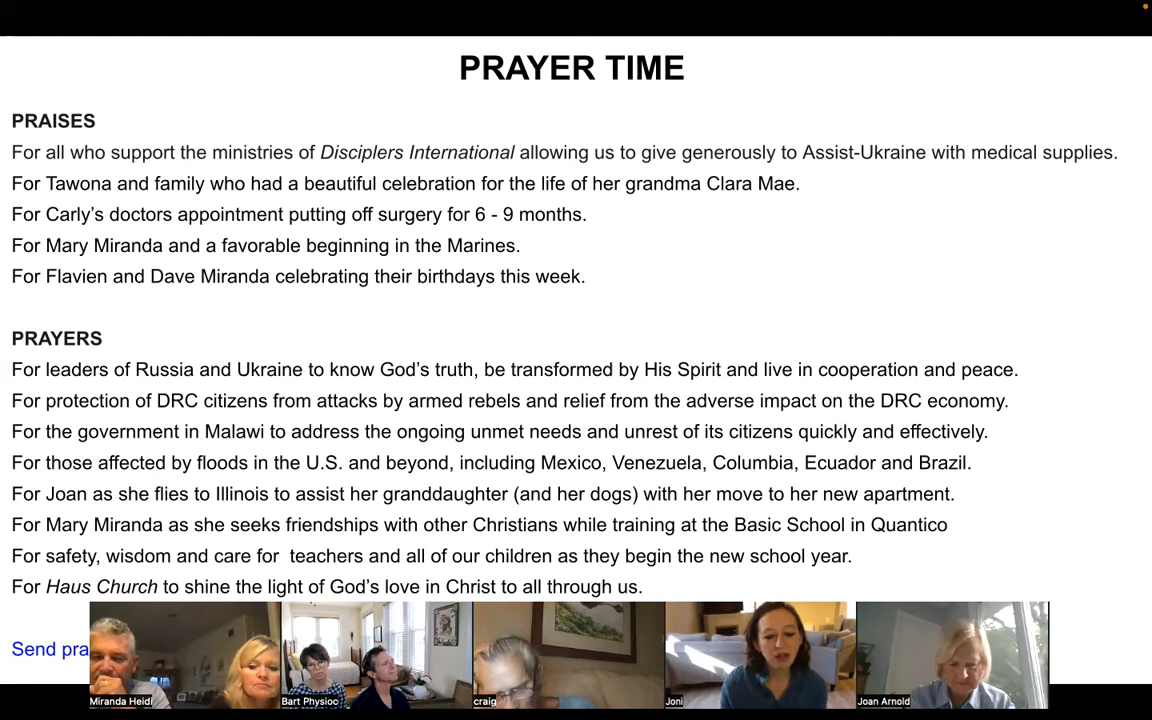 PRAYER TIME
PRAISES
For all who support the ministries of Disciplers International allowing us to give generously to Assist-Ukraine with medical supplies.
For Tawona and family who had a beautiful celebration for the life of her grandma Clara Mae.
For Carly’s doctors appointment putting off surgery for 6 - 9 months.
For Mary Miranda and a favorable beginning in the Marines.
For Flavien and Dave Miranda celebrating their birthdays this week.
PRAYERS
For leaders of Russia and Ukraine to know God’s truth, be transformed by His Spirit and live in cooperation and peace.
For protection of DRC citizens from attacks by armed rebels and relief from the adverse impact on the DRC economy.
For the government in Malawi to address the ongoing unmet needs and unrest of its citizens quickly and effectively.
For those affected by floods in the U.S. and beyond, including Mexico, Venezuela, Columbia, Ecuador and Brazil.
For Joan as she flies to Illinois to assist her granddaughter (and her dogs) with her move to her new apartment.
For Mary Miranda as she seeks friendships with other Christians while training at the Basic School in Quantico
For safety, wisdom and care for  teachers and all of our children as they begin the new school year.
For Haus Church to shine the light of God’s love in Christ to all through us.
Send pra
Miranda Heidi Bart Physioc craig Joni Joan Arnold